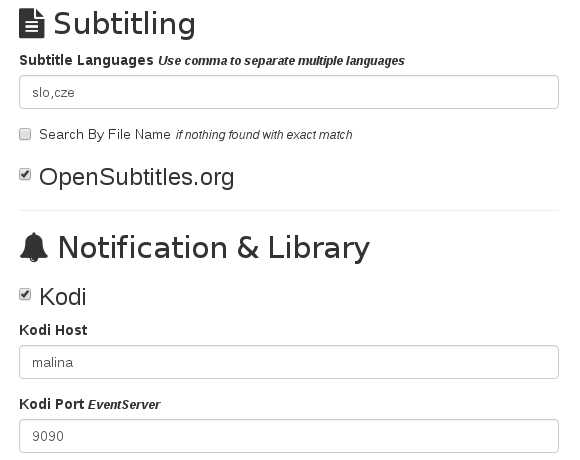 Subtitling
Subtitle Languages Use comma to separate multiple languages
slo,cze
Search By File Name if nothing found with exact match
OpenSubtitles.org
Notification & Library
Kodi
Kodi Host
malina
Kodi Port EventServer
9090